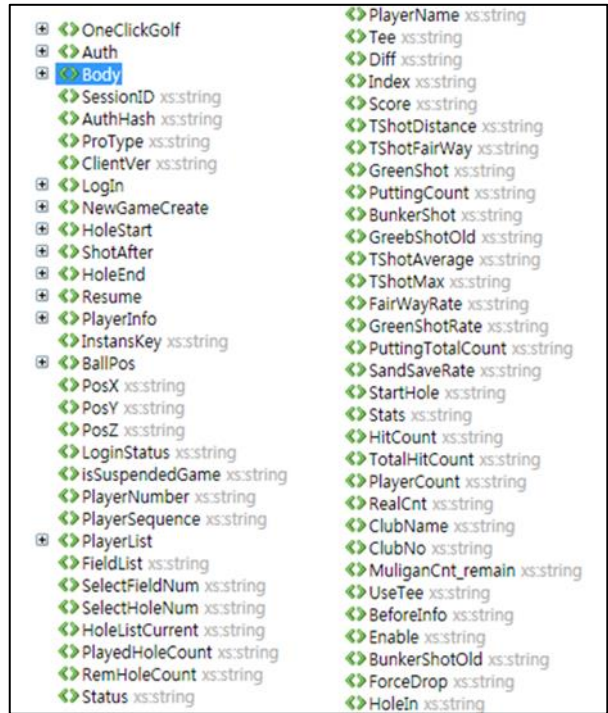 OneClickGolf
Auth
Body
SessionID xs:string
AuthHash xs:string
ProType xs:string
ClientVer xs:string
LogIn
NewGameCreate
HoleStart
ShotAfter
HoleEnd
Resume
PlayerInfo
InstansKey xs:string
BallPos
PosX xs:string
PosY xs:string
PosZ xs:string
LoginStatus xs:string
isSuspendedGame xs:string
PlayerNumber xs:string
PlayerSequence xs:string
PlayerList
FieldList xs:string
SelectFieldNum xs:string
SelectHoleNum xs:string
HoleListCurrent xs:string
PlayedHoleCount xs:string
RemHoleCount xs:string
Status xs:string
PlayerName xs:string
Tee xs:string
Diff xs:string
Index xs:string
Score xs:string
TShotDistance xs:string
TShotFairWay xs:string
GreenShot xs:string
PuttingCount xs:string
BunkerShot xs:string
GreebShotOld xs:string
TShotAverage xs:string
TShotMax xs:string
FairWayRate xs:string
GreenShotRate xs:string
PuttingTotalCount xs:string
SandSaveRate xs:string
StartHole xs:string
Stats xs:string
HitCount xs:string
TotalHitCount xs:string
PlayerCount xs:string
RealCnt xs:string
ClubName xs:string
ClubNo xs:string
MuliganCnt_remain xs:string
UseTee xs:string
BeforeInfo xs:string
Enable xs:string
BunkerShotOld xs:string
ForceDrop xs:string
HoleIn xs:string